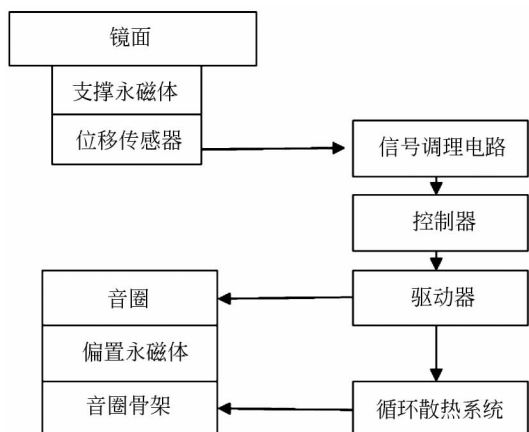 镜面
支撑永磁体
位移传感器
信号调理电路
控制器
音圈
驱动器
偏置永磁体
音圈骨架
循环散热系统